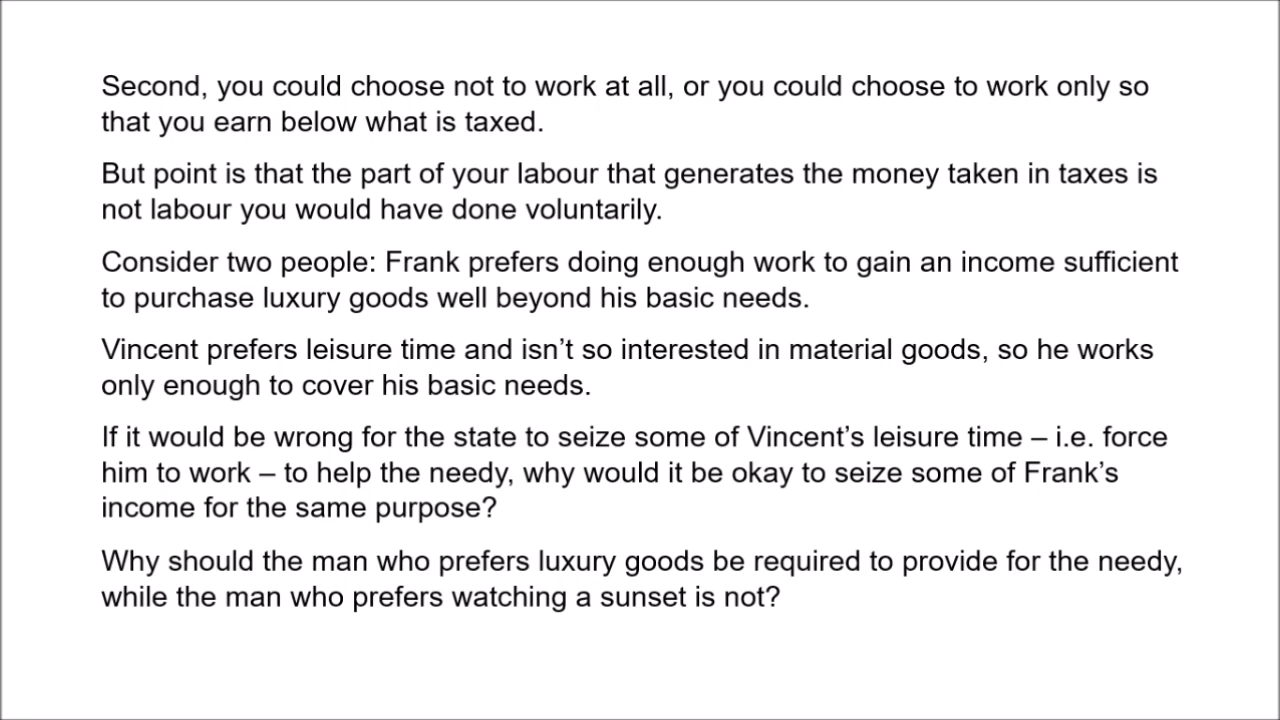 Second, you could choose not to work at all, or you could choose to work only so
that you earn below what is taxed.
But point is that the part of your labour that generates the money taken in taxes is
not labour you would have done voluntarily.
Consider two people: Frank prefers doing enough work to gain an income sufficient
to purchase luxury goods well beyond his basic needs.
Vincent prefers leisure time and isn’t so interested in material goods, so he works
only enough to cover his basic needs.
If it would be wrong for the state to seize some of Vincent’s leisure time – i.e. force
him to work – to help the needy, why would it be okay to seize some of Frank’s
income for the same purpose?
Why should the man who prefers luxury goods be required to provide for the needy,
while the man who prefers watching a sunset is not?